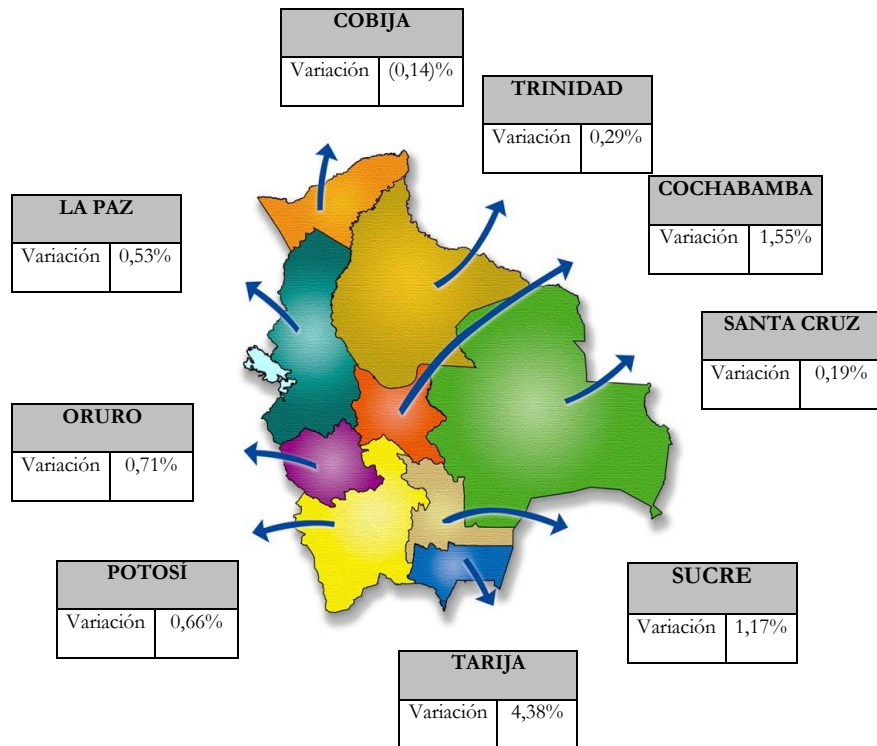 COBIJA
Variación (0,14)%
TRINIDAD
Variación 0,29%
COCHABAMBA
Variación 1,55%
LA PAZ
Variación 0,53%
SANTA CRUZ
Variación 0,19%
ORURO
Variación 0,71%
POTOSÍ
Variación 0,66%
SUCRE
Variación 1,17%
TARIJA
Variación 4,38%